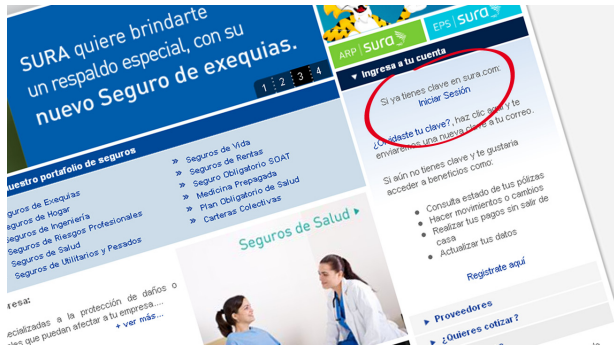 SURA quiere brindarte
un respaldo especial, con su
nuevo Seguro de exequias.
1 2 3 4
nuestro portafolio de seguros
Seguros de Exequias
Seguros de Hogar
Seguros de Ingeniería
Seguros de Riesgos Profesionales
Seguros de Salud
Seguros de Utilitarios y Pesados
» Seguros de Vida
» Seguros de Rentas
» Seguro Obligatorio SOAT
» Medicina Prepagada
» Plan Obligatorio de Salud
» Carteras Colectivas
Seguros de Salud
a la protección de daños o
que puedan afectar a tu empresa....
+ ver más...
ARP sura
EPS sura
Ingresa a tu cuenta
Si ya tienes clave en sura.com:
Iniciar Sesión
¿Olvidaste tu clave?, haz clic aquí y te
enviaremos una nueva clave a tu correo.
Si aún no tienes clave y te gustaría
acceder a beneficios como:
Consulta estado de tus pólizas
Hacer movimientos o cambios
Realizar tus pagos sin salir de
casa
Actualizar tus datos
Registrate aquí
Proveedores
¿Quieres cotizar?